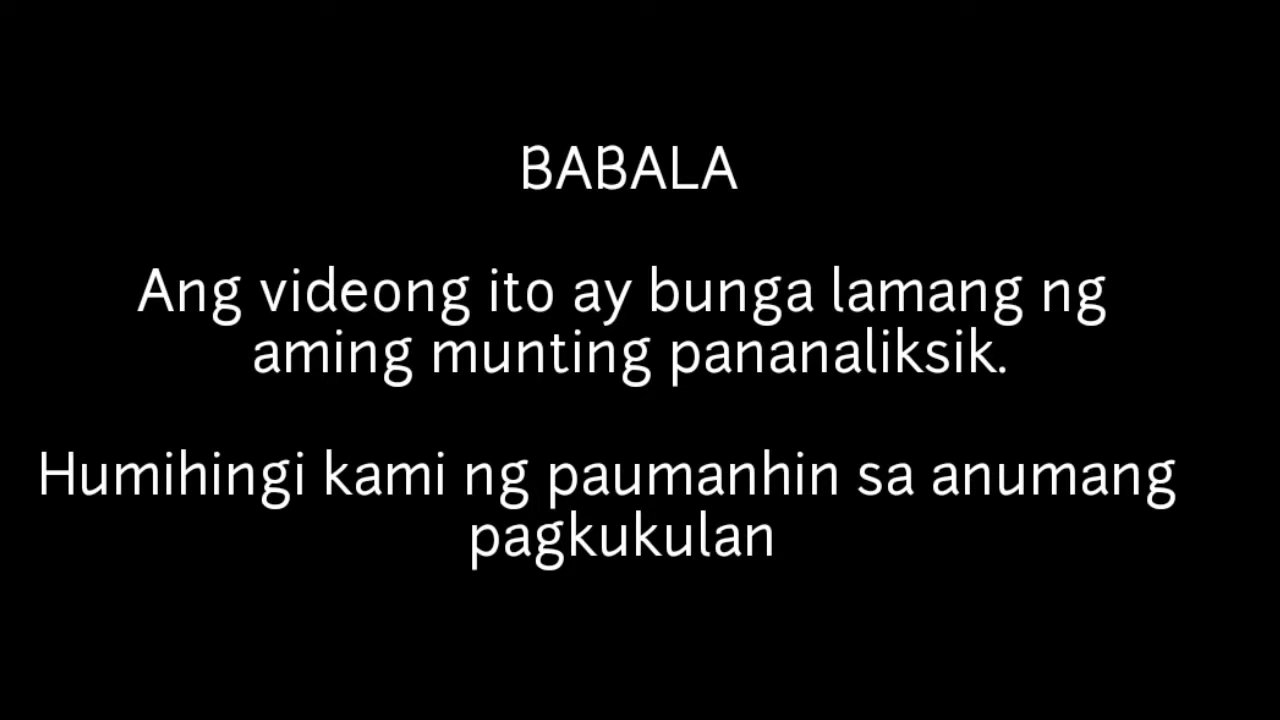 BABALA
Ang videong ito ay bunga lamang ng
aming munting pananaliksik.
Humihingi kami ng paumanhin sa anumang
pagkukulan